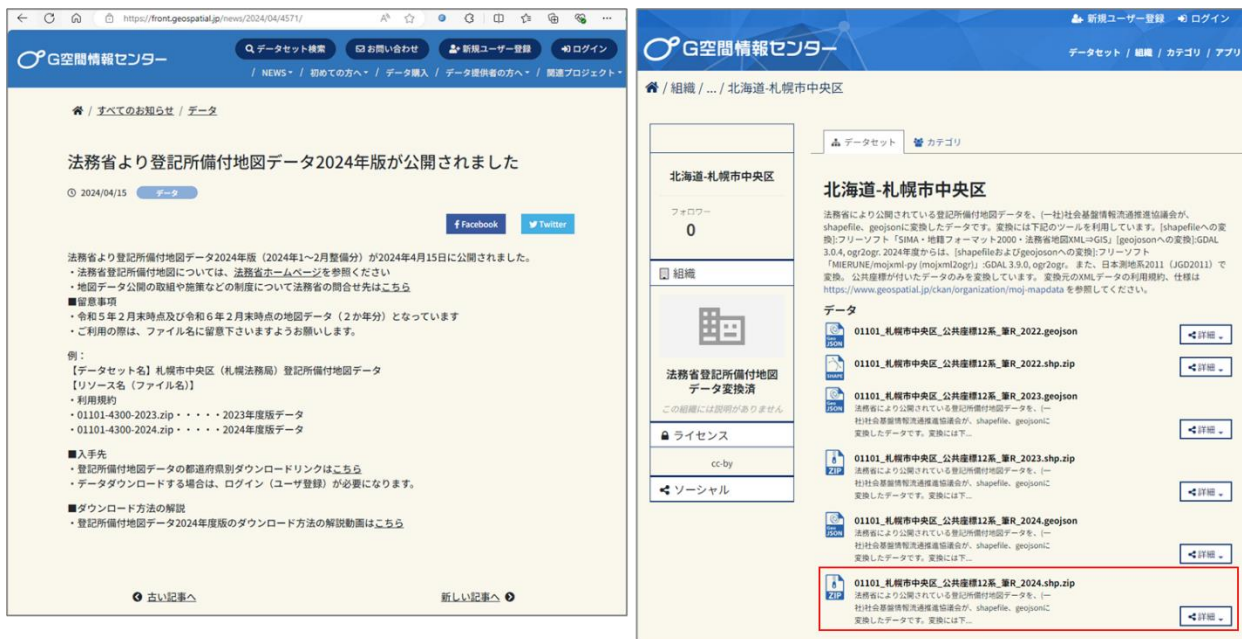 https://front.geospatial.jp/news/2024/04/4571/
G空間情報センター
データセット検索
お問い合わせ
新規ユーザー登録
ログイン
/ NEWS / 初めての方へ / データ購入 / データ提供者の方へ / 関連プロジェクト
/ すべてのお知らせ / データ
法務省より登記所備付地図データ2024年版が公開されました
2024/04/15 データ
Facebook
Twitter
法務省より登記所備付地図データ2024年版（2024年1~2月整備分）が2024年4月15日に公開されました。
・法務省登記所備付地図については、法務省ホームページを参照ください
・地図データ公開の取組や施策などの制度について法務省の問合せ先はこちら
■留意事項
・令和５年２月末時点及び令和６年２月末時点の地図データ（２か年分）となっています
・ご利用の際は、ファイル名に留意下さいますようお願いします。
例：
【データセット名】札幌市中央区（札幌法務局）登記所備付地図データ
【リソース名（ファイル名）】
・利用規約
・01101-4300-2023.zip・・・・・2023年度版データ
・01101-4300-2024.zip・・・・・2024年度版データ
■入手先
・登記所備付地図データの都道府県別ダウンロードリンクはこちら
・データダウンロードする場合は、ログイン（ユーザ登録）が必要になります。
■ダウンロード方法の解説
・登記所備付地図データ2024年度版のダウンロード方法の解説動画はこちら
古い記事へ
新しい記事へ
新規ユーザー登録
ログイン
G空間情報センター
データセット / 組織 / カテゴリ / アプリ
/ 組織 / ... / 北海道-札幌市中央区
北海道-札幌市中央区
フォロワー
0
組織
法務省登記所備付地図
データ変換済
この組織には説明がありません
ライセンス
cc-by
ソーシャル
データセット
カテゴリ
北海道-札幌市中央区
法務省により公開されている登記所備付地図データを、(一社)社会基盤情報流通推進協議会が、
shapefile、geojsonに変換したデータです。変換には下記のツールを利用しています。[shapefileへの変
換]:フリーソフト「SIMA・地籍フォーマット2000・法務省地図XML⇒GIS」[geojosonへの変換]:GDAL
3.0.4, ogr2ogr. 2024年度からは、[shapefileおよびgeojosonへの変換]:フリーソフト
「MIERUNE/mojxml-py (mojxml2ogr)」:GDAL 3.9.0, ogr2ogr。また、日本測地系2011（JGD2011）で
変換。 公共座標が付いたデータのみを変換しています。 変換元のXMLデータの利用規約、仕様は
https://www.geospatial.jp/ckan/organization/moj-mapdata を参照してください。
データ
01101_札幌市中央区_公共座標12系_筆R_2022.geojson
詳細
01101_札幌市中央区_公共座標12系_筆R_2022.shp.zip
詳細
01101_札幌市中央区_公共座標12系_筆R_2023.geojson
法務省により公開されている登記所備付地図データを、(一
社)社会基盤情報流通推進協議会が、shapefile、geojsonに
変換したデータです。変換には下...
詳細
01101_札幌市中央区_公共座標12系_筆R_2023.shp.zip
法務省により公開されている登記所備付地図データを、(一
社)社会基盤情報流通推進協議会が、shapefile、geojsonに
変換したデータです。変換には下...
詳細
01101_札幌市中央区_公共座標12系_筆R_2024.geojson
法務省により公開されている登記所備付地図データを、(一
社)社会基盤情報流通推進協議会が、shapefile、geojsonに
変換したデータです。変換には下...
詳細
01101_札幌市中央区_公共座標12系_筆R_2024.shp.zip
法務省により公開されている登記所備付地図データを、(一
社)社会基盤情報流通推進協議会が、shapefile、geojsonに
変換したデータです。変換には下...
詳細